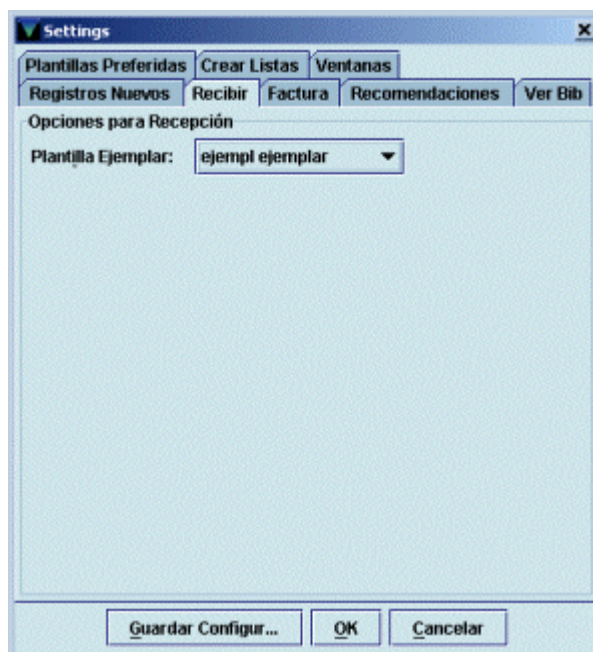 Settings
Plantillas Preferidas Crear Listas Ventanas
Registros Nuevos Recibir Factura Recomendaciones Ver Bib
Opciones para Recepción
Plantilla Ejemplar: ejempl ejemplar
Guardar Configur... OK Cancelar